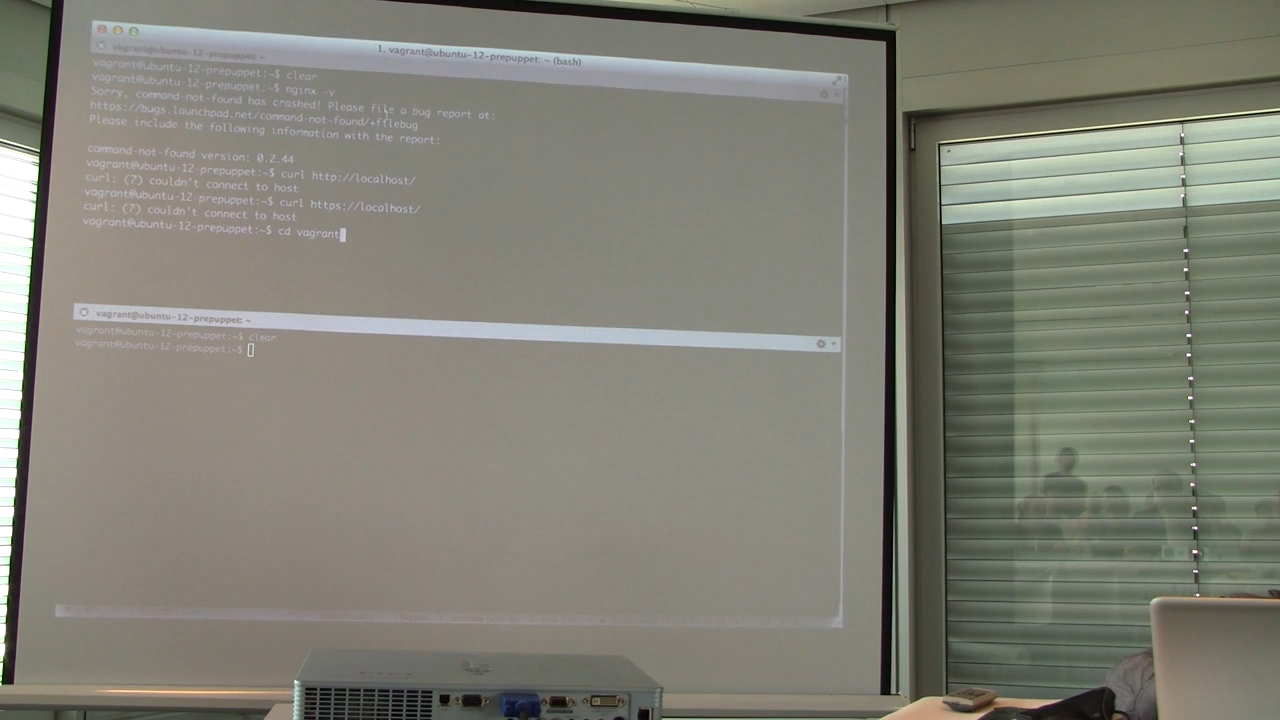 1. vagrant@ubuntu-12-prepuppet: ~ (bash)
vagrant@ubuntu-12-prepuppet: ~
vagrant@ubuntu-12-prepuppet:~$ clear
vagrant@ubuntu-12-prepuppet:~$ nginx -v
Sorry, command-not-found has crashed! Please file a bug report at:
https://bugs.launchpad.net/command-not-found/+filebug
Please include the following information with the report:
command-not-found version: 0.2.44
vagrant@ubuntu-12-prepuppet:~$ curl http://localhost/
curl: (7) couldn't connect to host
vagrant@ubuntu-12-prepuppet:~$ curl https://localhost/
curl: (7) couldn't connect to host
vagrant@ubuntu-12-prepuppet:~$ cd vagrant
vagrant@ubuntu-12-prepuppet: ~
vagrant@ubuntu-12-prepuppet:~$ clear
vagrant@ubuntu-12-prepuppet:~$